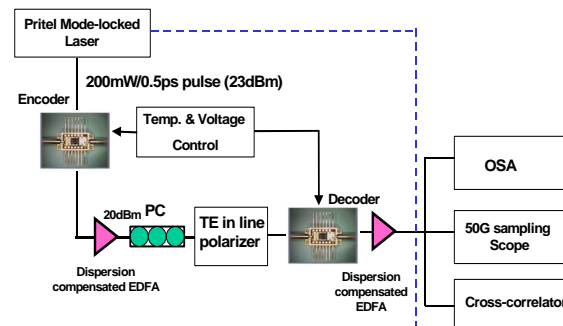 Pritel Mode-locked
Laser
200mW/0.5ps pulse (23dBm)
Encoder
Temp. & Voltage
Control
OSA
Decoder
20dBm PC
TE in line
polarizer
50G sampling
Scope
Dispersion
compensated EDFA
Dispersion
compensated
EDFA
Cross-correlator